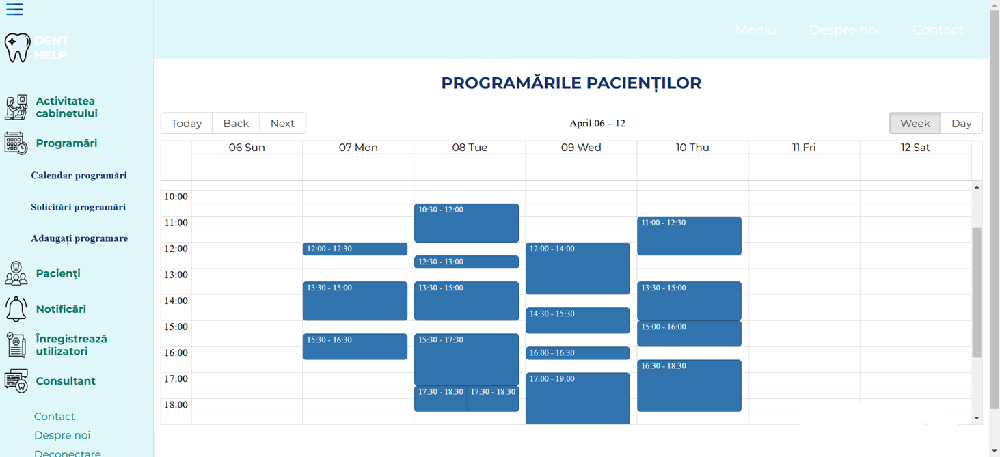 DENT
HELP
Meniu
Despre noi
Contact
Activitatea
cabinetului
Programări
Calendar programări
Solicitări programări
Adaugați programare
Pacienți
Notificări
Înregistrează
utilizatori
Consultant
Contact
Despre noi
Deconectare
PROGRAMĂRILE PACIENȚILOR
Today Back Next
April 06 – 12
Week Day
06 Sun 07 Mon 08 Tue 09 Wed 10 Thu 11 Fri 12 Sat
10:00
10:30 - 12:00
11:00
11:00 - 12:30
12:00
12:00 - 12:30
12:00 - 14:00
12:30 - 13:00
13:00
13:30 - 15:00
13:30 - 15:00
13:30 - 15:00
14:00
14:30 - 15:30
15:00
15:00 - 16:00
15:30 - 16:30
15:30 - 17:30
16:00
16:00 - 16:30
16:30 - 18:30
17:00
17:00 - 19:00
17:30 - 18:30
17:30 - 18:30
18:00